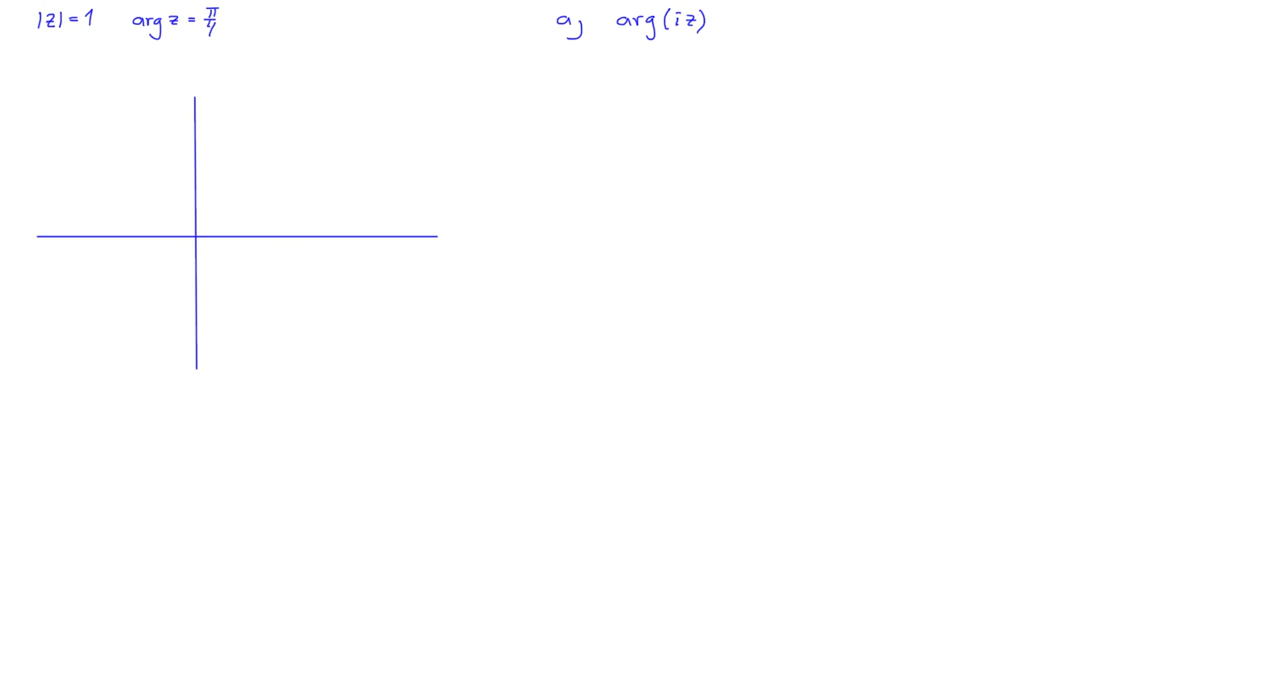 |z| = 1 arg z = π/4
a) arg(iz)